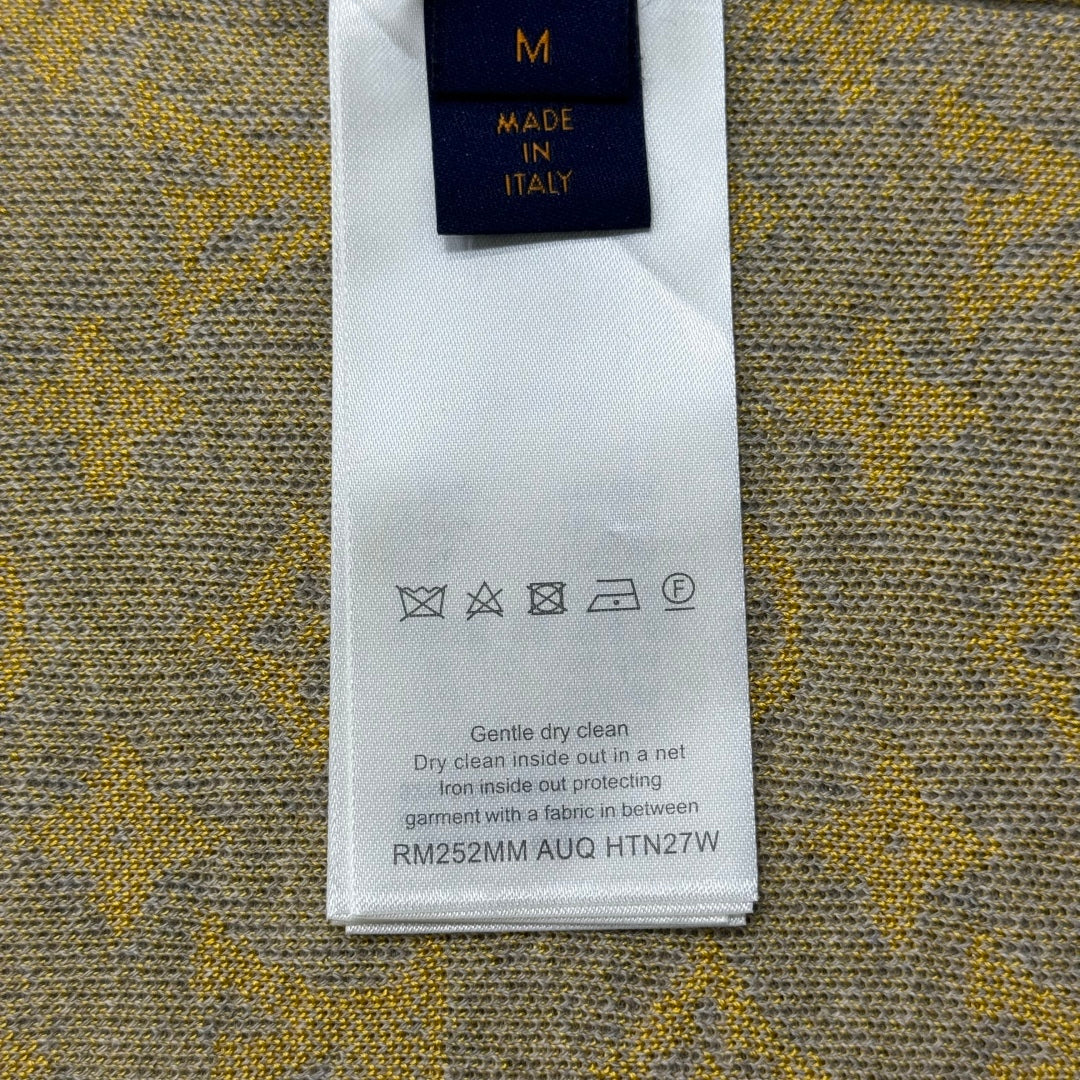 M
MADE
IN
ITALY
F
Gentle dry clean
Dry clean inside out in a net
Iron inside out protecting
garment with a fabric in between
RM252MM AUQ HTN27W